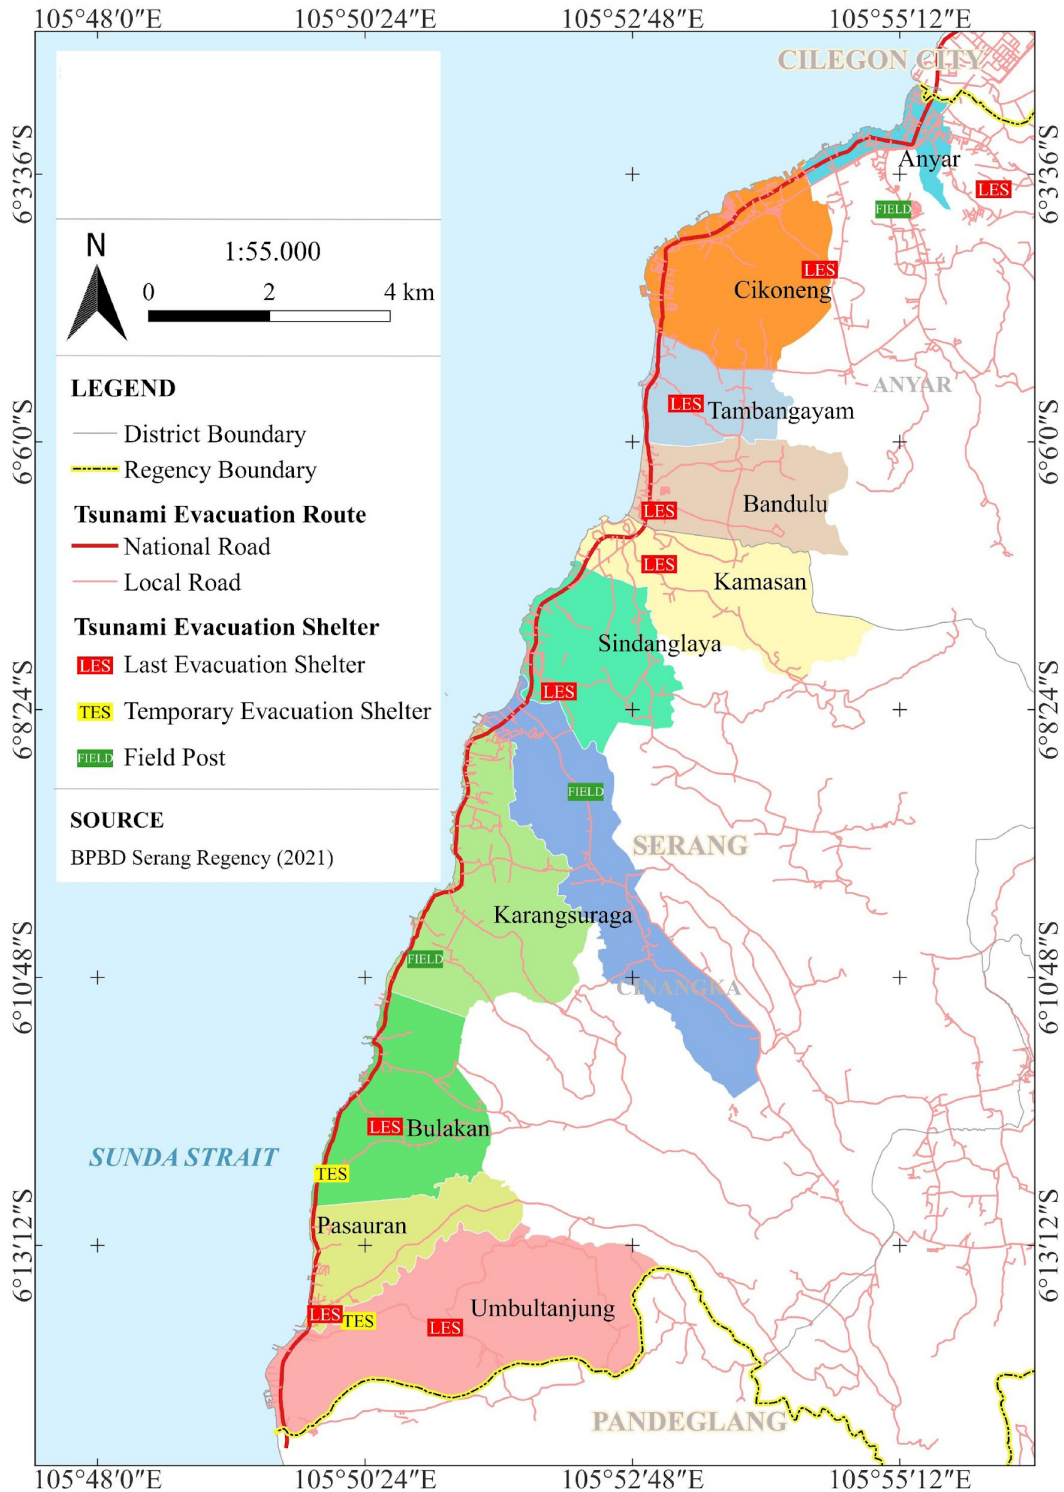 105°48'0"E 105°50'24"E 105°52'48"E 105°55'12"E
CILEGON CITY
6°3'36"S
6°3'36"S
Anyar
LES
FIELD
N
1:55.000
0 2 4 km
LES
Cikoneng
LEGEND
District Boundary
Regency Boundary
Tsunami Evacuation Route
National Road
Local Road
Tsunami Evacuation Shelter
LES Last Evacuation Shelter
TES Temporary Evacuation Shelter
FIELD Field Post
SOURCE
BPBD Serang Regency (2021)
ANYAR
LES Tambangayam
6°6'0"S
6°6'0"S
Bandulu
LES
LES
Kamasan
Sindanglaya
LES
6°8'24"S
6°8'24"S
FIELD
SERANG
Karangsuraga
FIELD
CINANGKA
6°10'48"S
6°10'48"S
LES Bulakan
SUNDA STRAIT
TES
Pasauran
6°13'12"S
6°13'12"S
LES TES
Umbultanjung
LES
PANDEGLANG
105°48'0"E 105°50'24"E 105°52'48"E 105°55'12"E